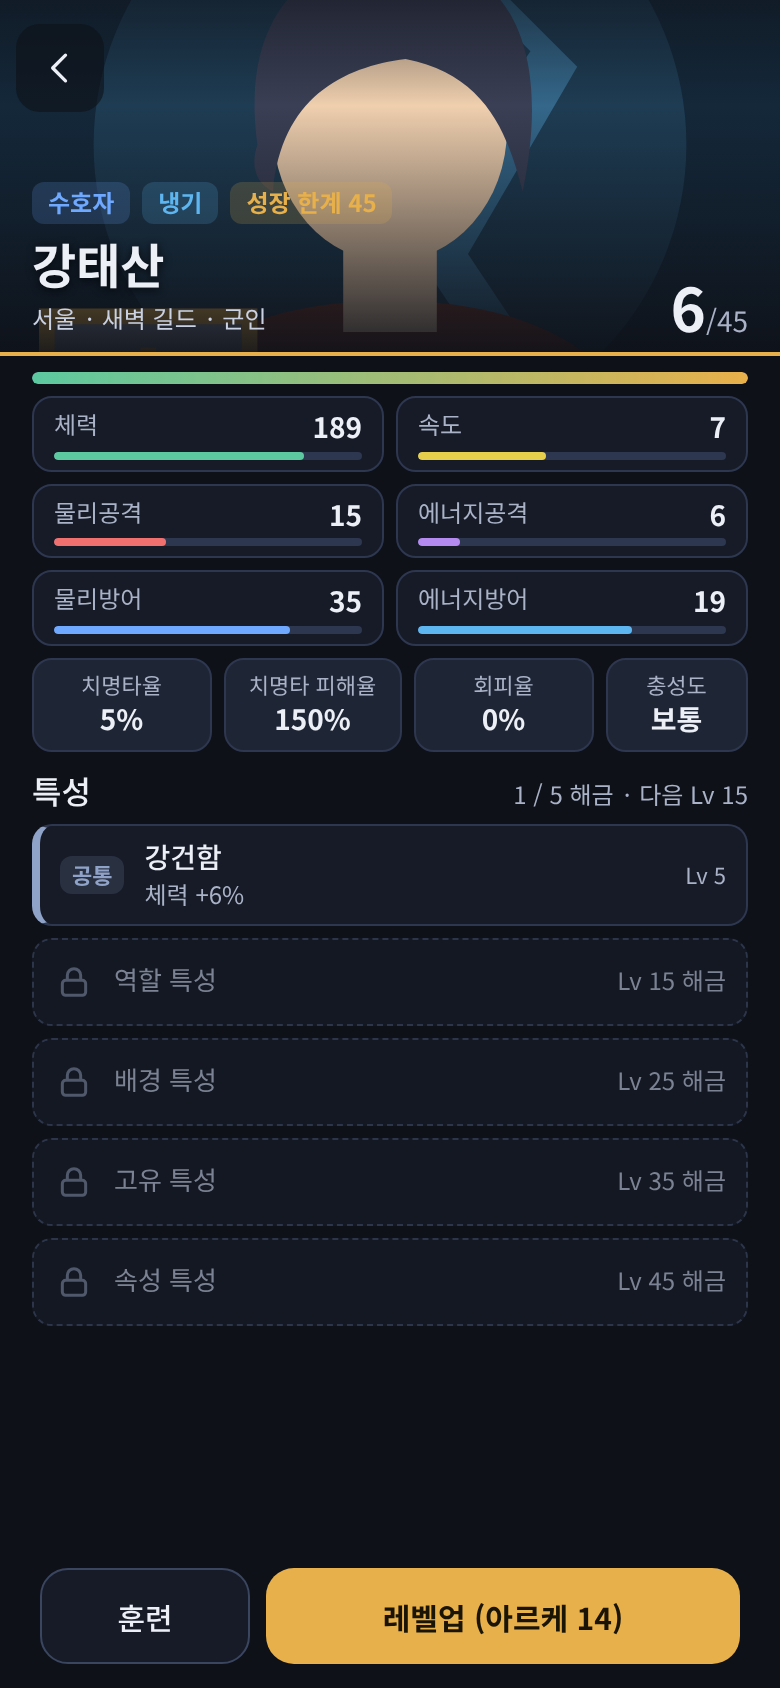 수호자 냉기 성장 한계 45
강태산
서울 · 새벽 길드 · 군인
6/45
체력 189
속도 7
물리공격 15
에너지공격 6
물리방어 35
에너지방어 19
치명타율
5%
치명타 피해율
150%
회피율
0%
충성도
보통
특성
1 / 5 해금 · 다음 Lv 15
공통
강건함
체력 +6%
Lv 5
역할 특성 Lv 15 해금
배경 특성 Lv 25 해금
고유 특성 Lv 35 해금
속성 특성 Lv 45 해금
훈련
레벨업 (아르케 14)